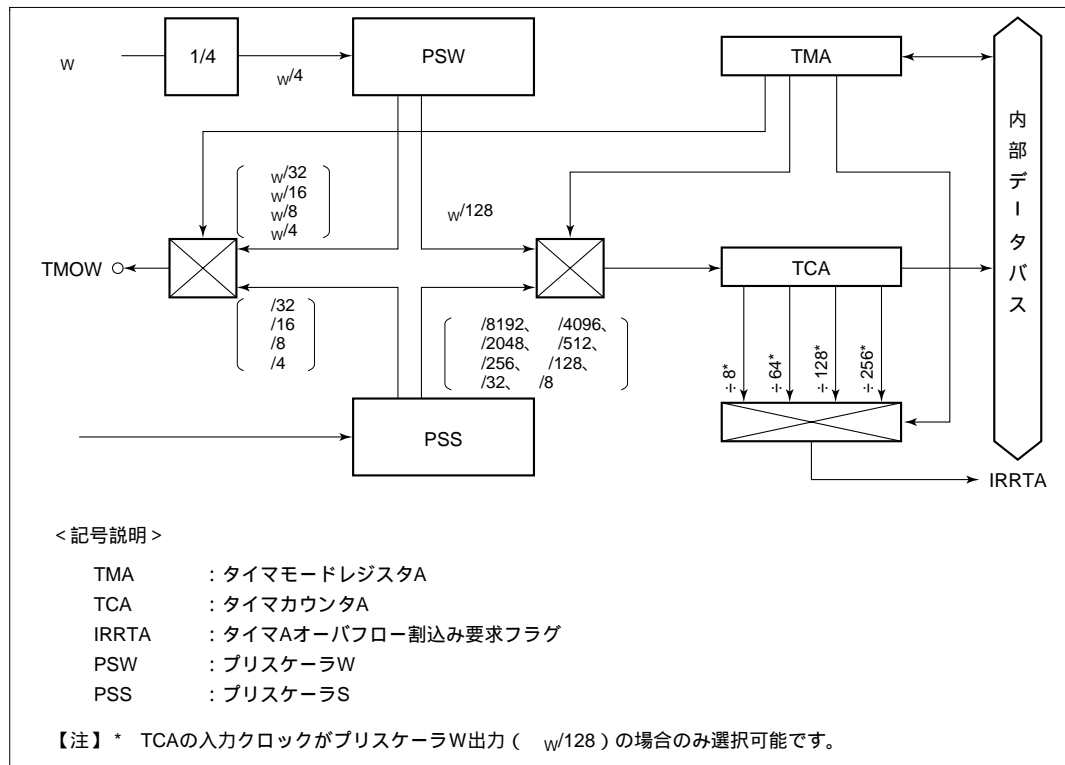 W
1/4
W/4
PSW
TMA
内部データバス
W/32
W/16
W/8
W/4
W/128
TMOW
TCA
/32
/16
/8
/4
/8192、 /4096、
/2048、 /512、
/256、 /128、
/32、 /8
÷8*
÷64*
÷128*
÷256*
PSS
IRRTA
<記号説明>
TMA :タイマモードレジスタA
TCA :タイマカウンタA
IRRTA :タイマAオーバフロー割込み要求フラグ
PSW :プリスケーラW
PSS :プリスケーラS
【注】* TCAの入力クロックがプリスケーラW出力( W/128)の場合のみ選択可能です。